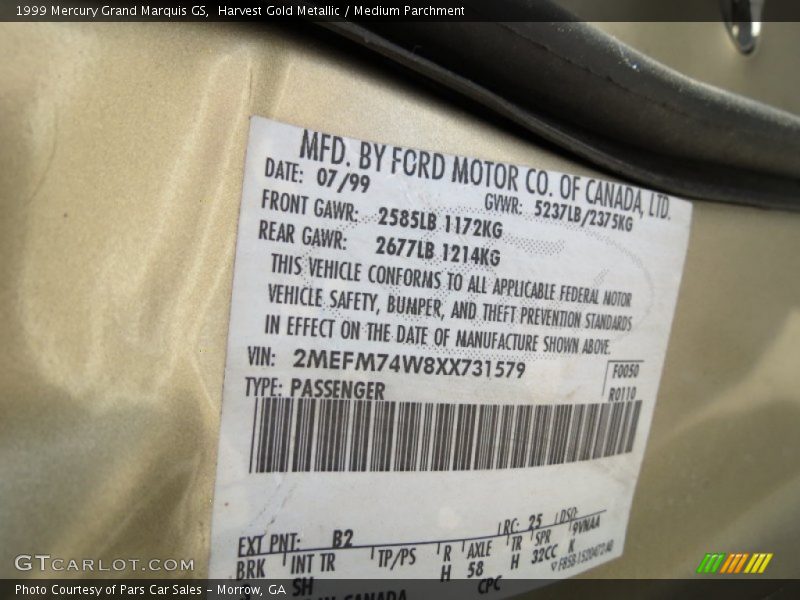 1999 Mercury Grand Marquis GS, Harvest Gold Metallic / Medium Parchment
MFD. BY FORD MOTOR CO. OF CANADA, LTD.
DATE: 07/99 GVWR: 5237LB/2375KG
FRONT GAWR: 2585LB 1172KG
REAR GAWR: 2677LB 1214KG
THIS VEHICLE CONFORMS TO ALL APPLICABLE FEDERAL MOTOR
VEHICLE SAFETY, BUMPER, AND THEFT PREVENTION STANDARDS
IN EFFECT ON THE DATE OF MANUFACTURE SHOWN ABOVE.
VIN: 2MEFM74W8XX731579 F0050
TYPE: PASSENGER R0110
EXT PNT: B2 RC: 25 DSO:
BRK INT TR TP/PS R AXLE TR SPR 9VNAA
SH H 58 H 32CC K
CPC
GTCARLOT.COM
Photo Courtesy of Pars Car Sales - Morrow, GA